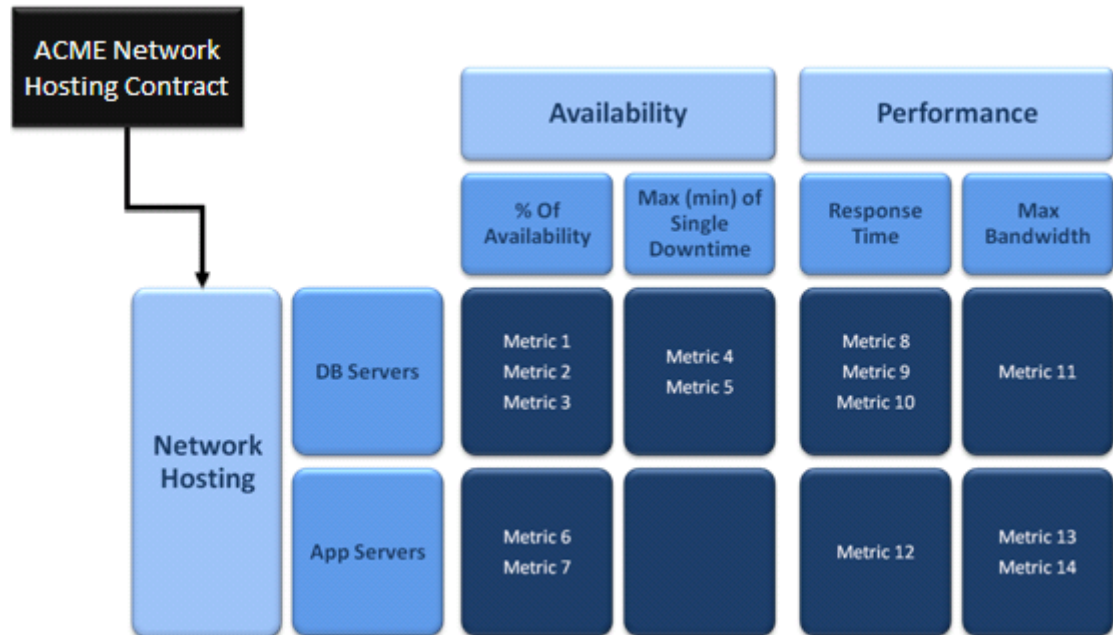 ACME Network
Hosting Contract
Availability
Performance
% Of
Availability
Max (min) of
Single
Downtime
Response
Time
Max
Bandwidth
Network
Hosting
DB Servers
Metric 1
Metric 2
Metric 3
Metric 4
Metric 5
Metric 8
Metric 9
Metric 10
Metric 11
App Servers
Metric 6
Metric 7
Metric 12
Metric 13
Metric 14